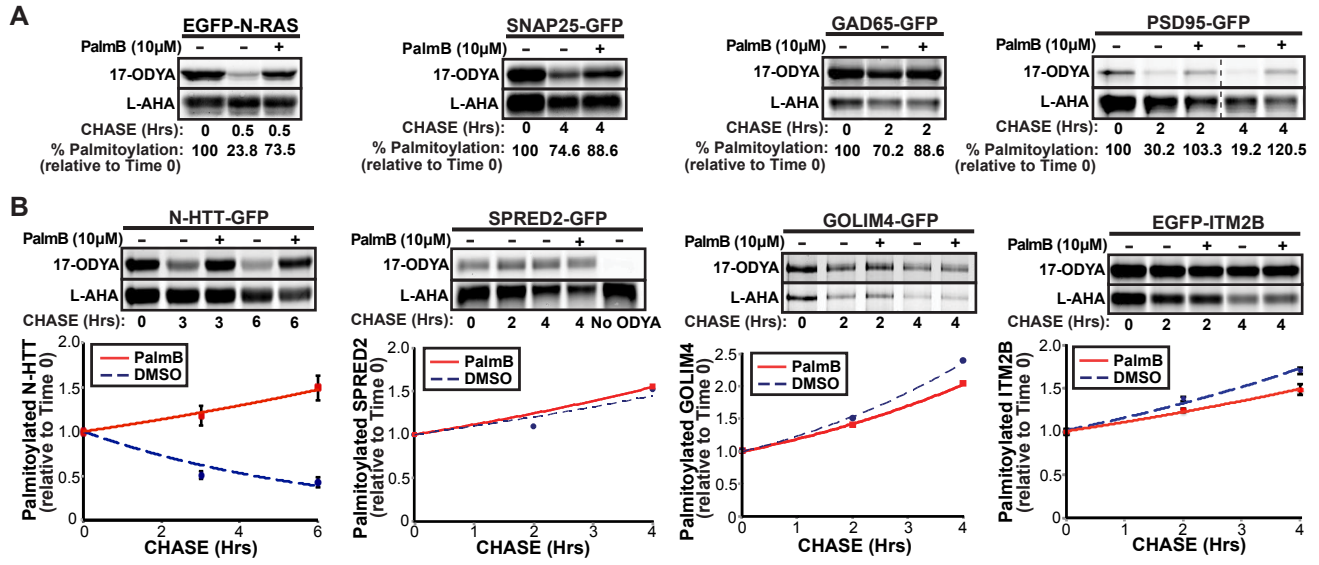 A
EGFP-N-RAS
PalmB (10µM) - - +
17-ODYA
L-AHA
CHASE (Hrs): 0 0.5 0.5
% Palmitoylation: 100 23.8 73.5
(relative to Time 0)
SNAP25-GFP
PalmB (10µM) - - +
17-ODYA
L-AHA
CHASE (Hrs): 0 4 4
% Palmitoylation: 100 74.6 88.6
(relative to Time 0)
GAD65-GFP
PalmB (10µM) - - +
17-ODYA
L-AHA
CHASE (Hrs): 0 2 2
% Palmitoylation: 100 70.2 88.6
(relative to Time 0)
PSD95-GFP
PalmB (10µM) - - + - +
17-ODYA
L-AHA
CHASE (Hrs): 0 2 2 4 4
% Palmitoylation: 100 30.2 103.3 19.2 120.5
(relative to Time 0)
B
N-HTT-GFP
PalmB (10µM) - - + - +
17-ODYA
L-AHA
CHASE (Hrs): 0 3 3 6 6
Palmitoylated N-HTT
(relative to Time 0)
2.0
1.5
1.0
0.5
0
PalmB
DMSO
0 2 4 6
CHASE (Hrs)
SPRED2-GFP
PalmB (10µM) - - - + -
17-ODYA
L-AHA
CHASE (Hrs): 0 2 4 4 No ODYA
Palmitoylated SPRED2
(relative to Time 0)
2.0
1.5
1.0
0.5
0
PalmB
DMSO
0 2 4
CHASE (Hrs)
GOLIM4-GFP
PalmB (10µM) - - + - +
17-ODYA
L-AHA
CHASE (Hrs): 0 2 2 4 4
Palmitoylated GOLIM4
(relative to Time 0)
2.5
2.0
1.5
1.0
0.5
0
PalmB
DMSO
0 1 2 3 4
CHASE (Hrs)
EGFP-ITM2B
PalmB (10µM) - - + - +
17-ODYA
L-AHA
CHASE (Hrs): 0 2 2 4 4
Palmitoylated ITM2B
(relative to Time 0)
2.0
1.5
1.0
0.5
0
PalmB
DMSO
0 1 2 3 4
CHASE (Hrs)